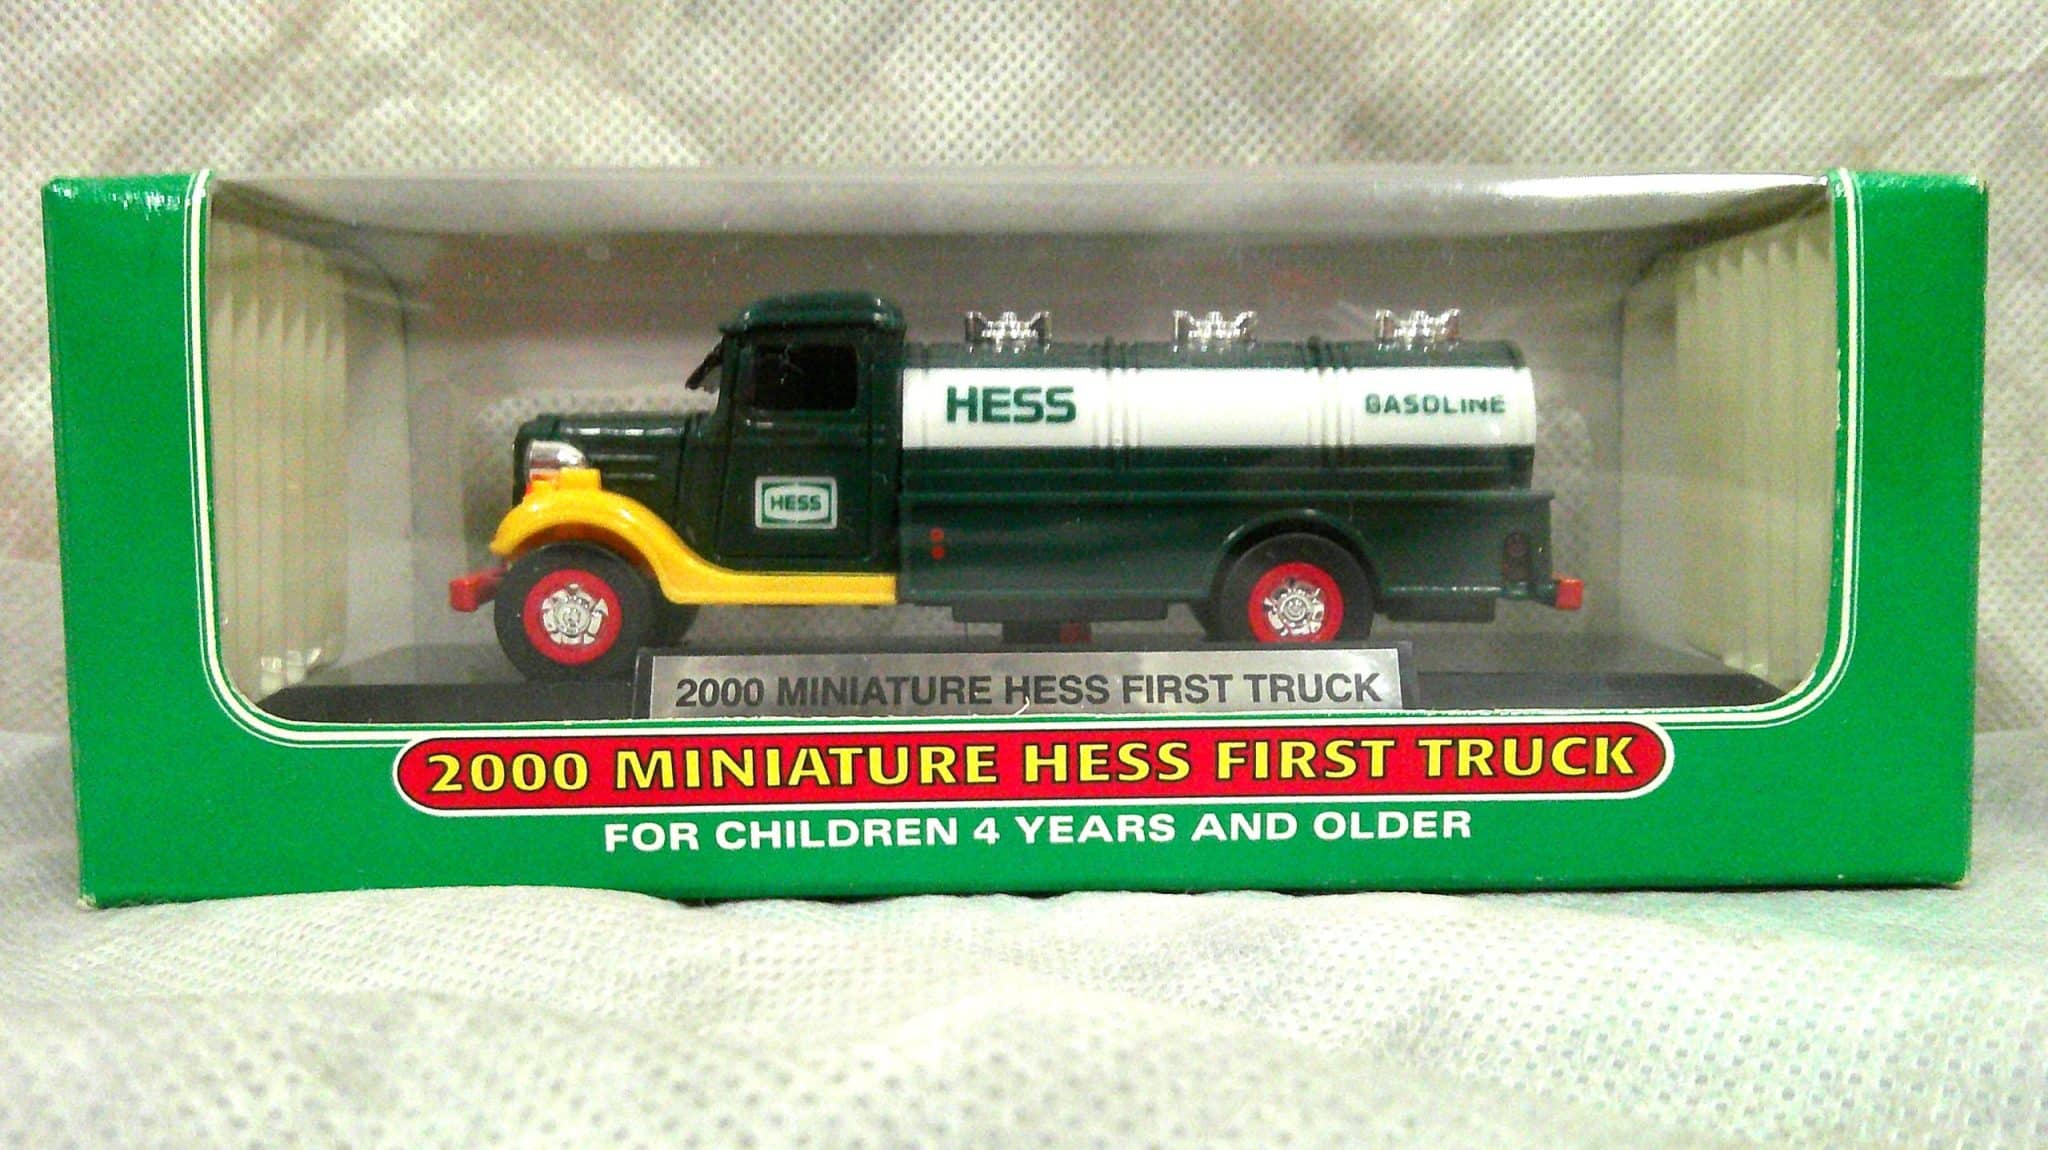 HESS
GASOLINE
HESS
2000 MINIATURE HESS FIRST TRUCK
2000 MINIATURE HESS FIRST TRUCK
FOR CHILDREN 4 YEARS AND OLDER